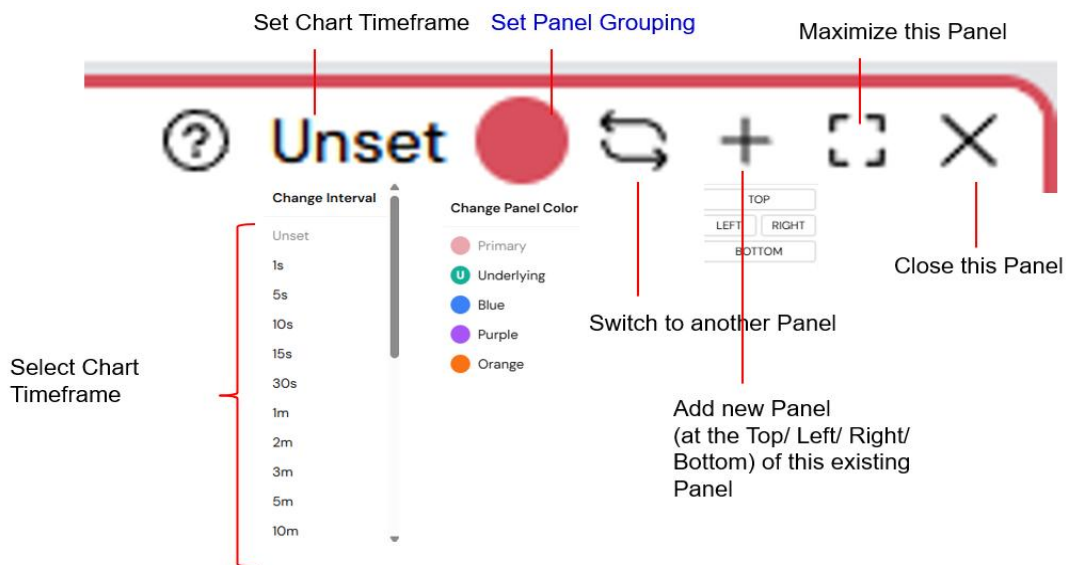 Set Chart Timeframe
Set Panel Grouping
Maximize this Panel
?
Unset
Change Interval
Unset
1s
5s
10s
15s
30s
1m
2m
3m
5m
10m
Change Panel Color
Primary
U Underlying
Blue
Purple
Orange
TOP
LEFT RIGHT
BOTTOM
Close this Panel
Switch to another Panel
Select Chart
Timeframe
Add new Panel
(at the Top/ Left/ Right/
Bottom) of this existing
Panel